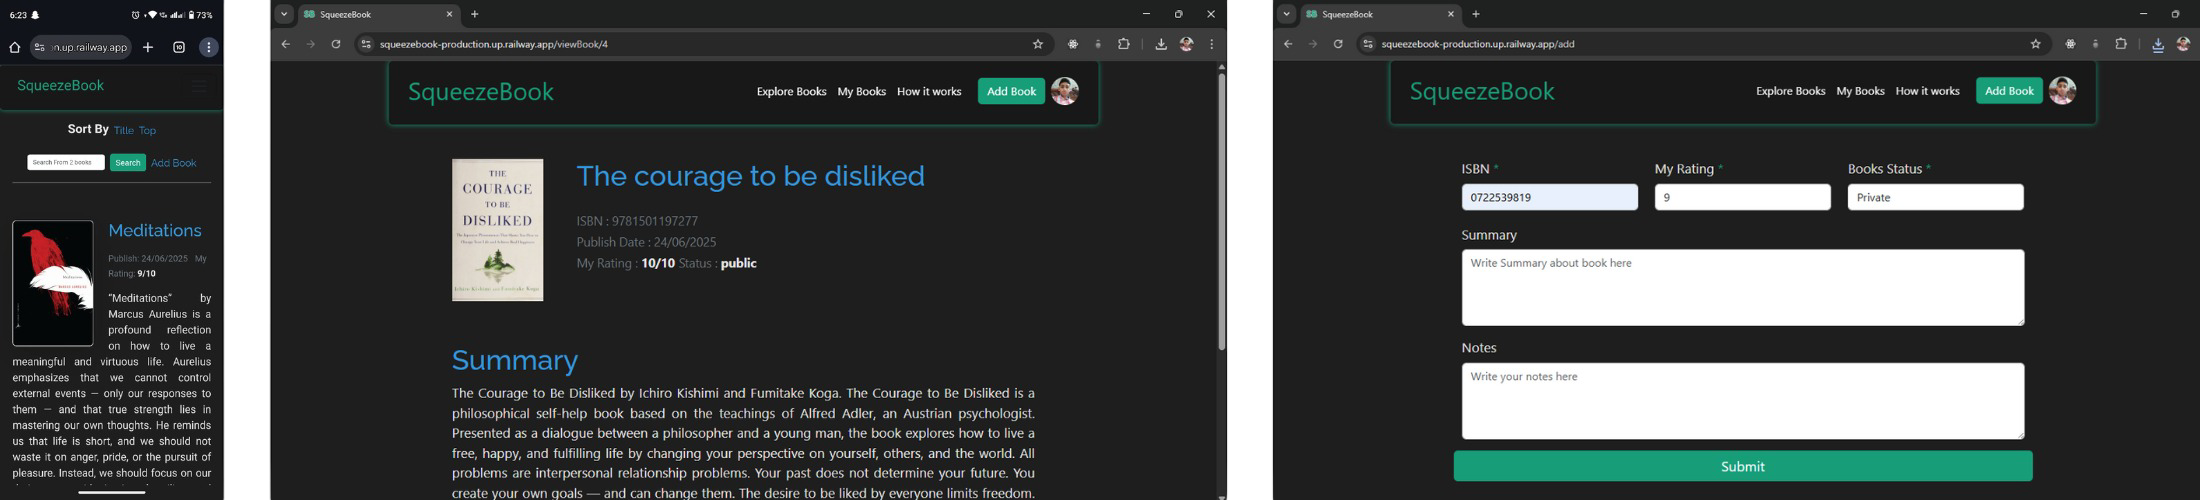 6:23
73%
in.up.railway.app
SqueezeBook
Sort By Title Top
Search From 2 books Search Add Book
Meditations
Publish: 24/06/2025 My
Rating: 9/10
“Meditations” by
Marcus Aurelius is a
profound reflection
on how to live a
meaningful and virtuous life. Aurelius
emphasizes that we cannot control
external events — only our responses to
them — and that true strength lies in
mastering our own thoughts. He reminds
us that life is short, and we should not
waste it on anger, pride, or the pursuit of
pleasure. Instead, we should focus on our
SB SqueezeBook
squeezebook-production.up.railway.app/viewBook/4
SqueezeBook
Explore Books My Books How it works Add Book
THE
COURAGE
TO BE
DISLIKED
Ichiro Kishimi and Fumitake Koga
The courage to be disliked
ISBN : 9781501197277
Publish Date : 24/06/2025
My Rating : 10/10 Status : public
Summary
The Courage to Be Disliked by Ichiro Kishimi and Fumitake Koga. The Courage to Be Disliked is a
philosophical self-help book based on the teachings of Alfred Adler, an Austrian psychologist.
Presented as a dialogue between a philosopher and a young man, the book explores how to live a
free, happy, and fulfilling life by changing your perspective on yourself, others, and the world. All
problems are interpersonal relationship problems. Your past does not determine your future. You
create your own goals — and can change them. The desire to be liked by everyone limits freedom.
SB SqueezeBook
squeezebook-production.up.railway.app/add
SqueezeBook
Explore Books My Books How it works Add Book
ISBN * My Rating * Books Status *
0722539819 9 Private
Summary
Write Summary about book here
Notes
Write your notes here
Submit